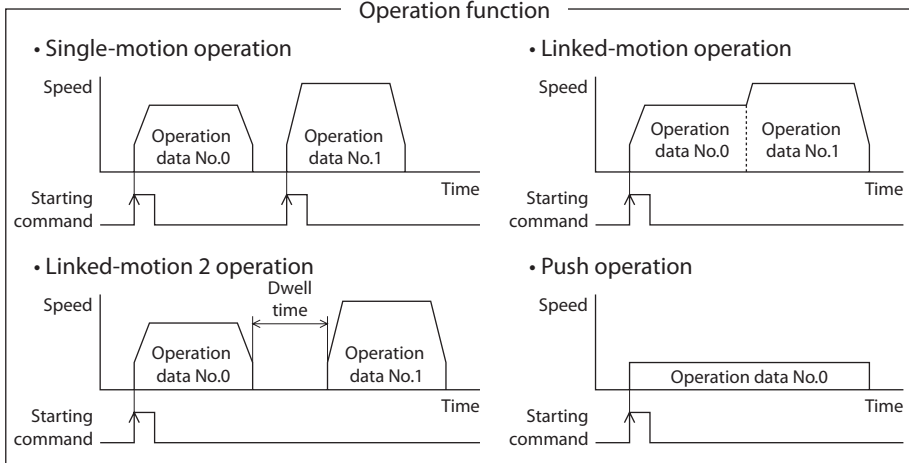 Operation function
• Single-motion operation
Speed
Operation
data No.0
Operation
data No.1
Time
Starting
command
• Linked-motion operation
Speed
Operation
data No.0
Operation
data No.1
Time
Starting
command
• Linked-motion 2 operation
Dwell
time
Speed
Operation
data No.0
Operation
data No.1
Time
Starting
command
• Push operation
Speed
Operation data No.0
Time
Starting
command